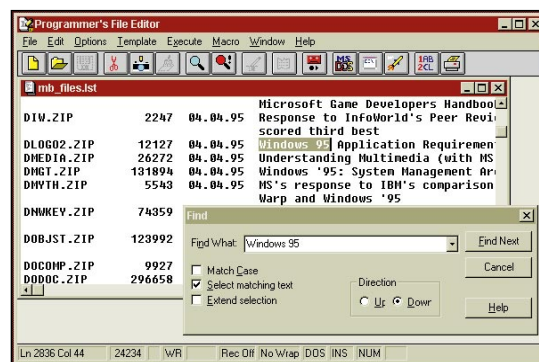 Programmer's File Editor
File Edit Options Template Execute Macro Window Help
MS DOS 1AB 2CL
mb_files.lst
Microsoft Game Developers Handboo
DIW.ZIP 2247 04.04.95 Response to InfoWorld's Peer Revi
scored third best
DLOGO2.ZIP 12127 04.04.95 Windows 95 Application Requiremen
DMEDIA.ZIP 26272 04.04.95 Understanding Multimedia (with MS
DMGT.ZIP 131894 04.04.95 Windows '95: System Management Ar
DMYTH.ZIP 5543 04.04.95 MS's response to IBM's comparison
Warp and Windows '95
DNWKEY.ZIP 74359
DOBJST.ZIP 123992
DOCOMP.ZIP 9927
DODOC.ZIP 296658
Find
Find What: Windows 95
Find Next
Match Case
Cancel
Select matching text
Direction
Extend selection
Up Down
Help
Ln 2836 Col 44 24234 WR Rec Off No Wrap DOS INS NUM